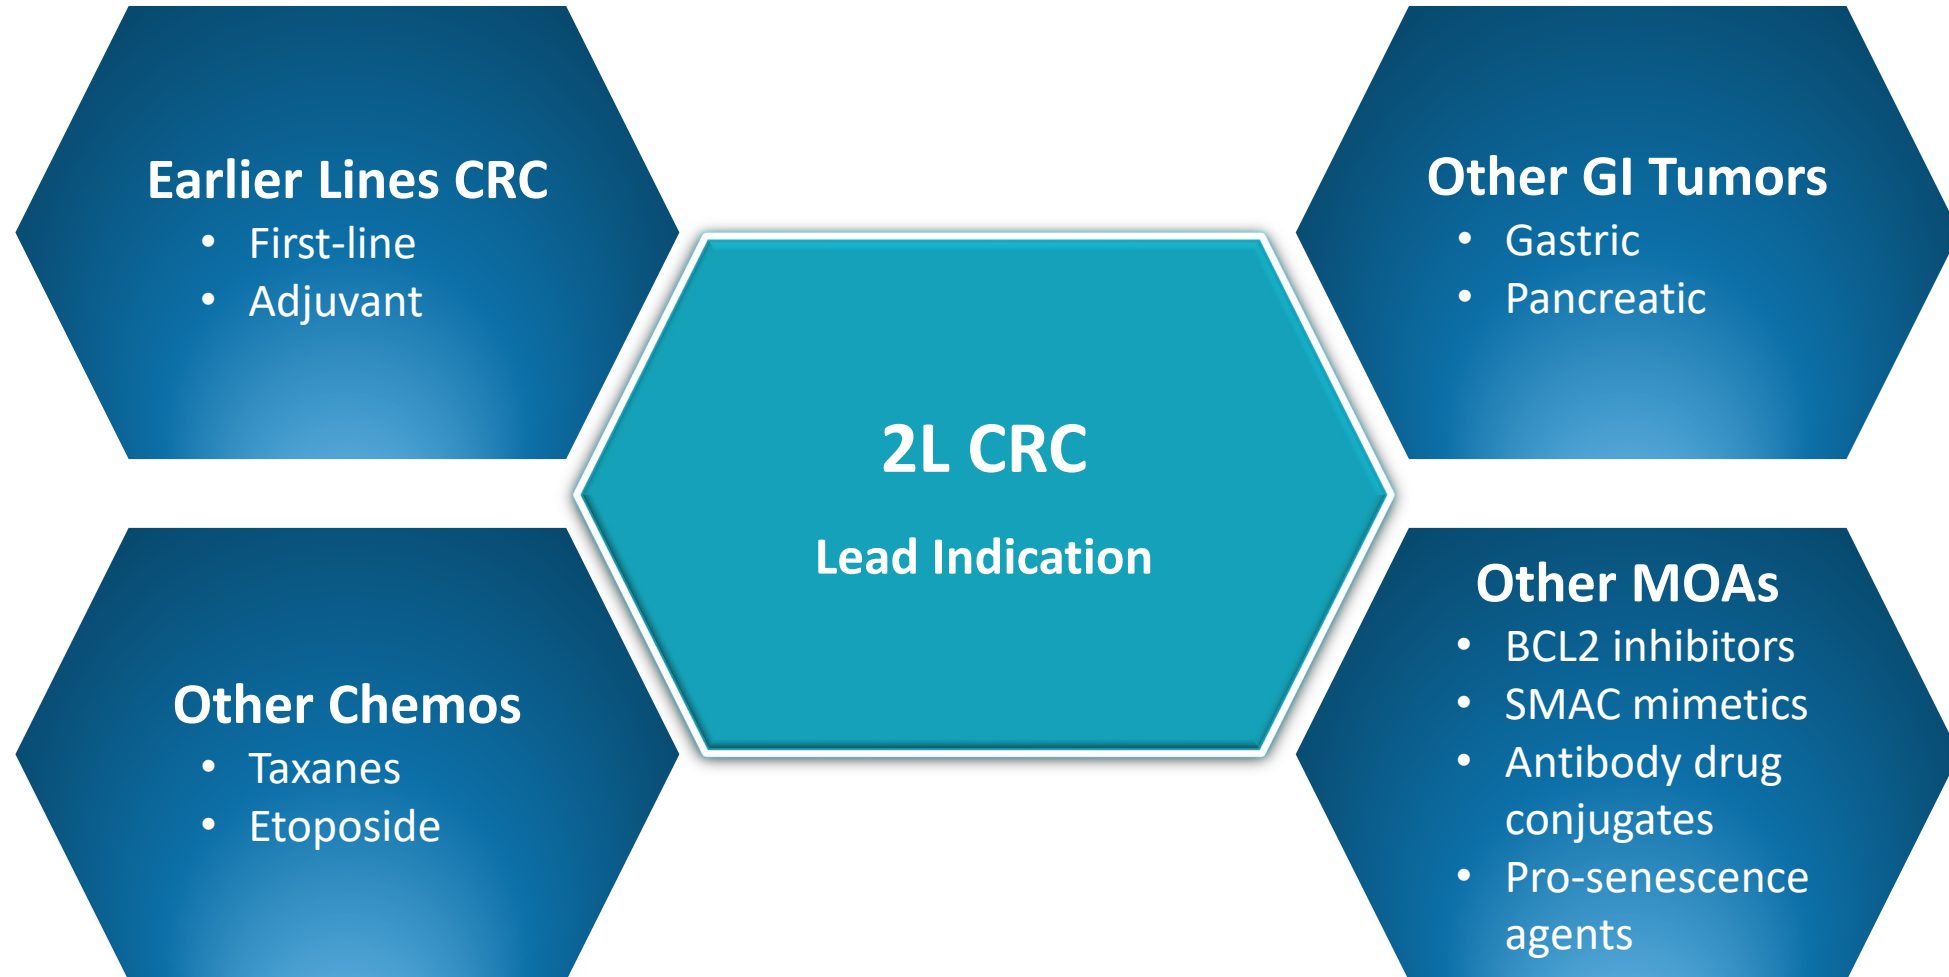 Earlier Lines CRC
• First-line
• Adjuvant
Other GI Tumors
• Gastric
• Pancreatic
2L CRC
Lead Indication
Other Chemos
• Taxanes
• Etoposide
Other MOAs
• BCL2 inhibitors
• SMAC mimetics
• Antibody drug
conjugates
• Pro-senescence
agents